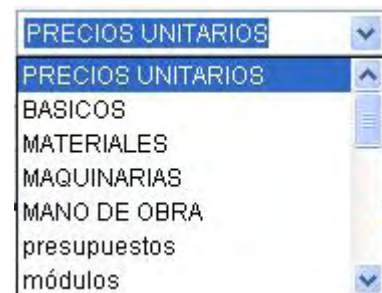 PRECIOS UNITARIOS
PRECIOS UNITARIOS
BASICOS
MATERIALES
MAQUINARIAS
MANO DE OBRA
presupuestos
módulos